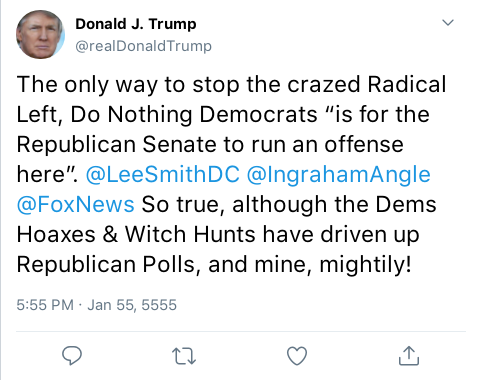 Donald J. Trump
@realDonaldTrump
The only way to stop the crazed Radical
Left, Do Nothing Democrats “is for the
Republican Senate to run an offense
here”. @LeeSmithDC @IngrahamAngle
@FoxNews So true, although the Dems
Hoaxes & Witch Hunts have driven up
Republican Polls, and mine, mightily!
5:55 PM · Jan 55, 5555